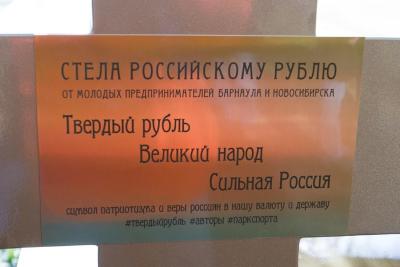 СТЕЛА РОССИЙСКОМУ РУБЛЮ
ОТ МОЛОДЫХ ПРЕДПРИНИМАТЕЛЕЙ БАРНАУЛА И НОВОСИБИРСКА
Твердый рубль
Великий народ
Сильная Россия
символ патриотизма и веры россиян в нашу валюту и державу
#твердыйрубль #авторы #паркспорта